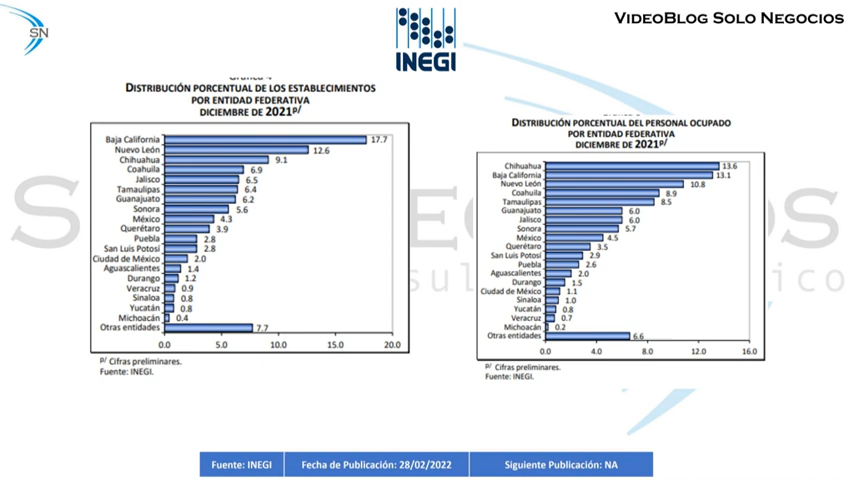 SN
INEGI
VIDEOBLOG SOLO NEGOCIOS
DISTRIBUCIÓN PORCENTUAL DE LOS ESTABLECIMIENTOS
POR ENTIDAD FEDERATIVA
DICIEMBRE DE 2021p/
Baja California 17.7
Nuevo León 12.6
Chihuahua 9.1
Coahuila 6.9
Jalisco 6.5
Tamaulipas 6.4
Guanajuato 6.2
Sonora 5.6
México 4.3
Querétaro 3.9
Puebla 2.8
San Luis Potosí 2.8
Ciudad de México 2.0
Aguascalientes 1.4
Durango 1.2
Veracruz 0.9
Sinaloa 0.8
Yucatán 0.8
Michoacán 0.4
Otras entidades 7.7
0.0 5.0 10.0 15.0 20.0
p/ Cifras preliminares.
Fuente: INEGI.
DISTRIBUCIÓN PORCENTUAL DEL PERSONAL OCUPADO
POR ENTIDAD FEDERATIVA
DICIEMBRE DE 2021p/
Chihuahua 13.6
Baja California 13.1
Nuevo León 10.8
Coahuila 8.9
Tamaulipas 8.5
Guanajuato 6.0
Jalisco 6.0
Sonora 5.7
México 4.5
Querétaro 3.5
San Luis Potosí 2.9
Puebla 2.6
Aguascalientes 2.0
Durango 1.5
Ciudad de México 1.1
Sinaloa 1.0
Yucatán 0.8
Veracruz 0.7
Michoacán 0.2
Otras entidades 6.6
0.0 4.0 8.0 12.0 16.0
p/ Cifras preliminares.
Fuente: INEGI.
Fuente: INEGI Fecha de Publicación: 28/02/2022 Siguiente Publicación: NA